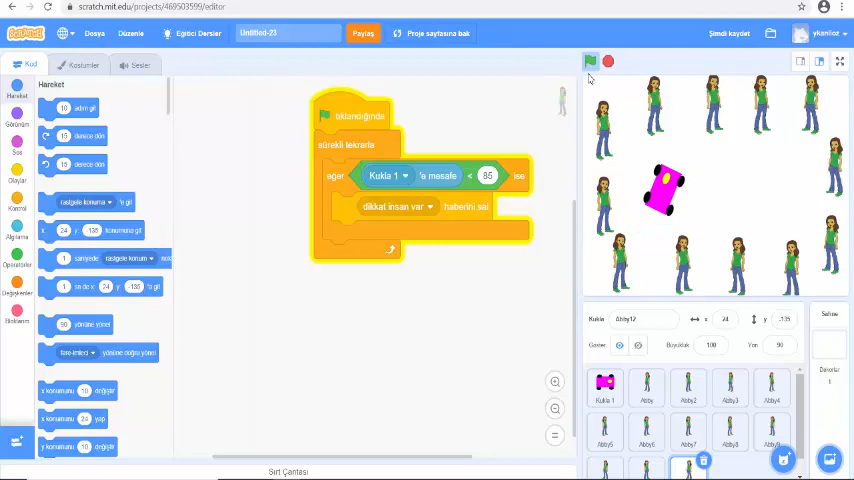 scratch.mit.edu/projects/469503599/editor
SCRATCH Dosya Düzenle Eğitici Dersler Untitled-23 Paylaş Proje sayfasına bak Şimdi kaydet ykanioz
Kod Kostümler Sesler
Hareket
Görünüm
Ses
Olaylar
Kontrol
Algılama
Operatörler
Değişkenler
Bloklarım
Hareket
10 adım git
15 derece dön
15 derece dön
rastgele konuma 'e git
x: 24 y: -135 konumuna git
1 saniyede rastgele konum
1 sn de x: 24 y: -135 'a git
90 yönüne yönel
fare imleci yönüne doğru yönel
x konumunu 10 değiştir
x konumunu 24 yap
y konumunu 10 değiştir
tıklandığında
sürekli tekrarla
eğer Kukla 1 'e mesafe < 85 ise
dikkat insan var haberini sal
Sırt Çantası
Kukla Abby12 x 24 y -135
Göster Büyüklük 100 Yön 90
Sahne
Dekorlar
1
Kukla 1 Abby Abby2 Abby3 Abby4
Abby5 Abby6 Abby7 Abby8 Abby9